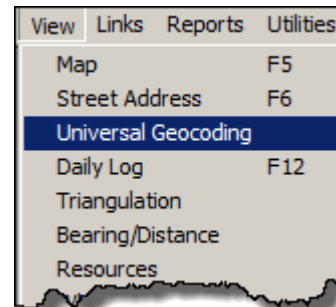 View Links Reports Utilities
Map F5
Street Address F6
Universal Geocoding
Daily Log F12
Triangulation
Bearing/Distance
Resources